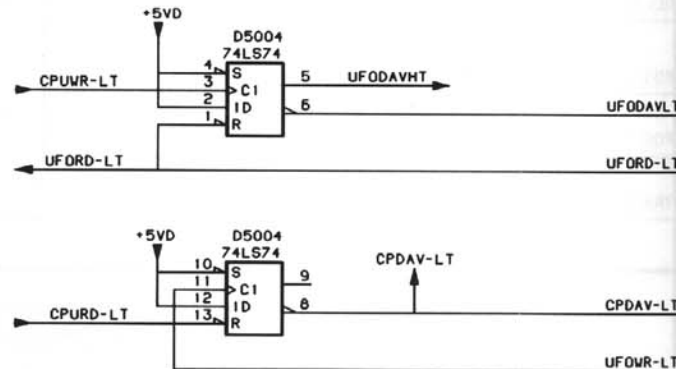 +5VD
D5004
74LS74
4 S
CPUWR-LT 3 C1
5 UFODAVHT
2 1D
6 UFODAVLT
1 R
UFORD-LT UFORD-LT
+5VD
D5004
74LS74
10 S
CPDAV-LT
11 C1
9
12 1D
8 CPDAV-LT
CPURD-LT 13 R
UFOWR-LT